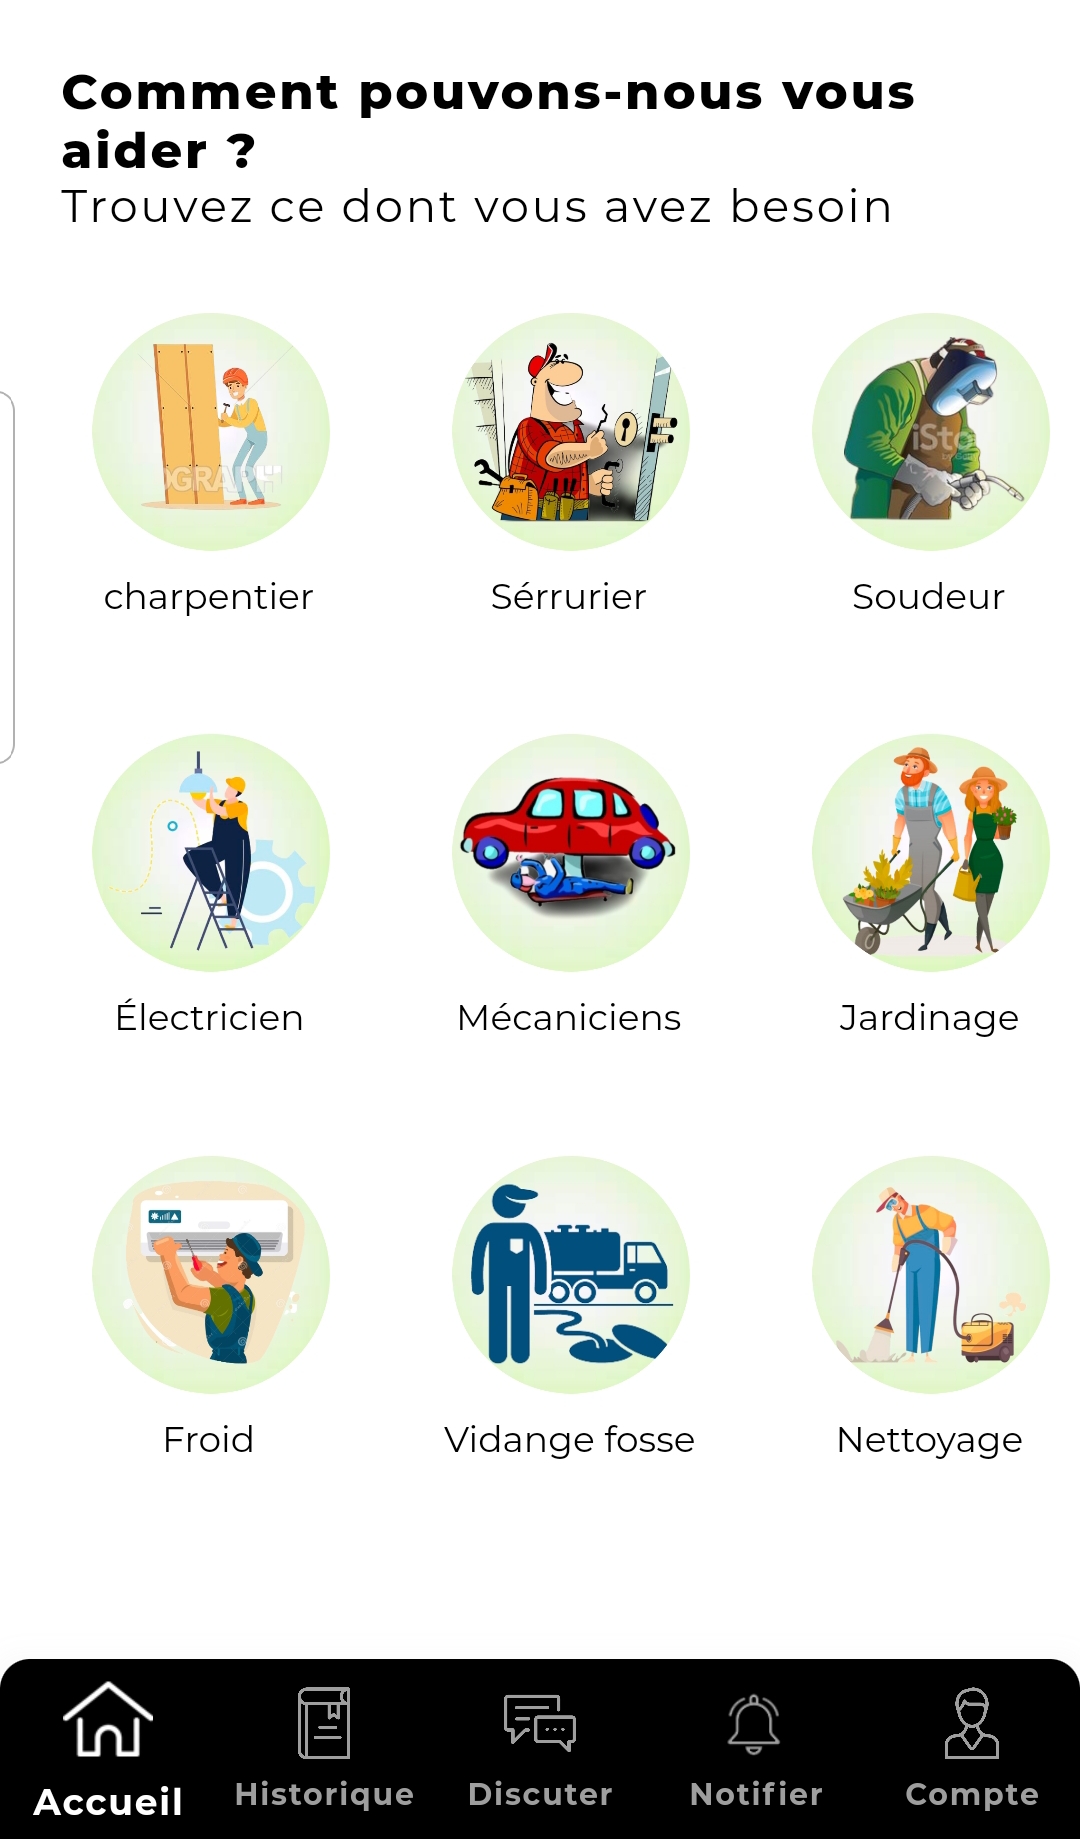 Comment pouvons-nous vous
aider ?
Trouvez ce dont vous avez besoin
OGRAPH
iSto
charpentier Sérrurier Soudeur
Électricien Mécaniciens Jardinage
Froid Vidange fosse Nettoyage
Accueil Historique Discuter Notifier Compte